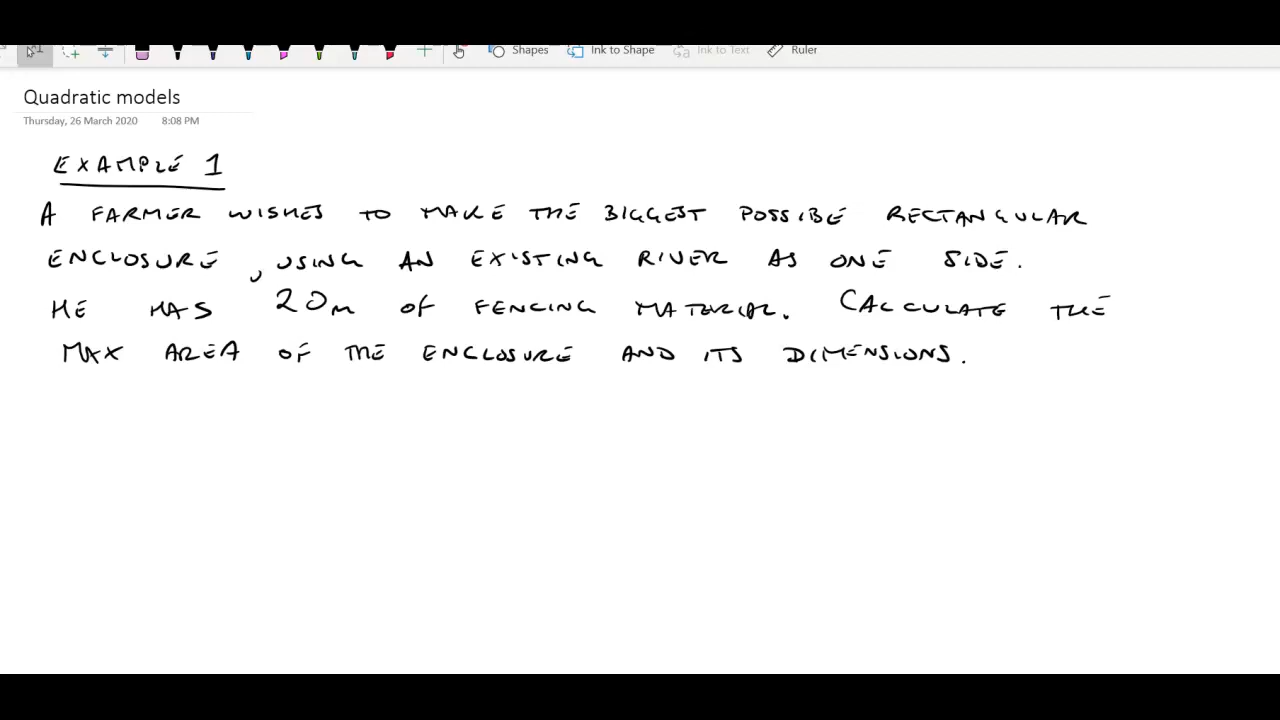 Shapes Ink to Shape Ink to Text Ruler
Quadratic models
Thursday, 26 March 2020 8:08 PM
EXAMPLE 1
A FARMER WISHES TO MAKE THE BIGGEST POSSIBLE RECTANGULAR
ENCLOSURE, USING AN EXISTING RIVER AS ONE SIDE.
HE HAS 20m OF FENCING MATERIAL. CALCULATE THE
MAX AREA OF THE ENCLOSURE AND ITS DIMENSIONS.